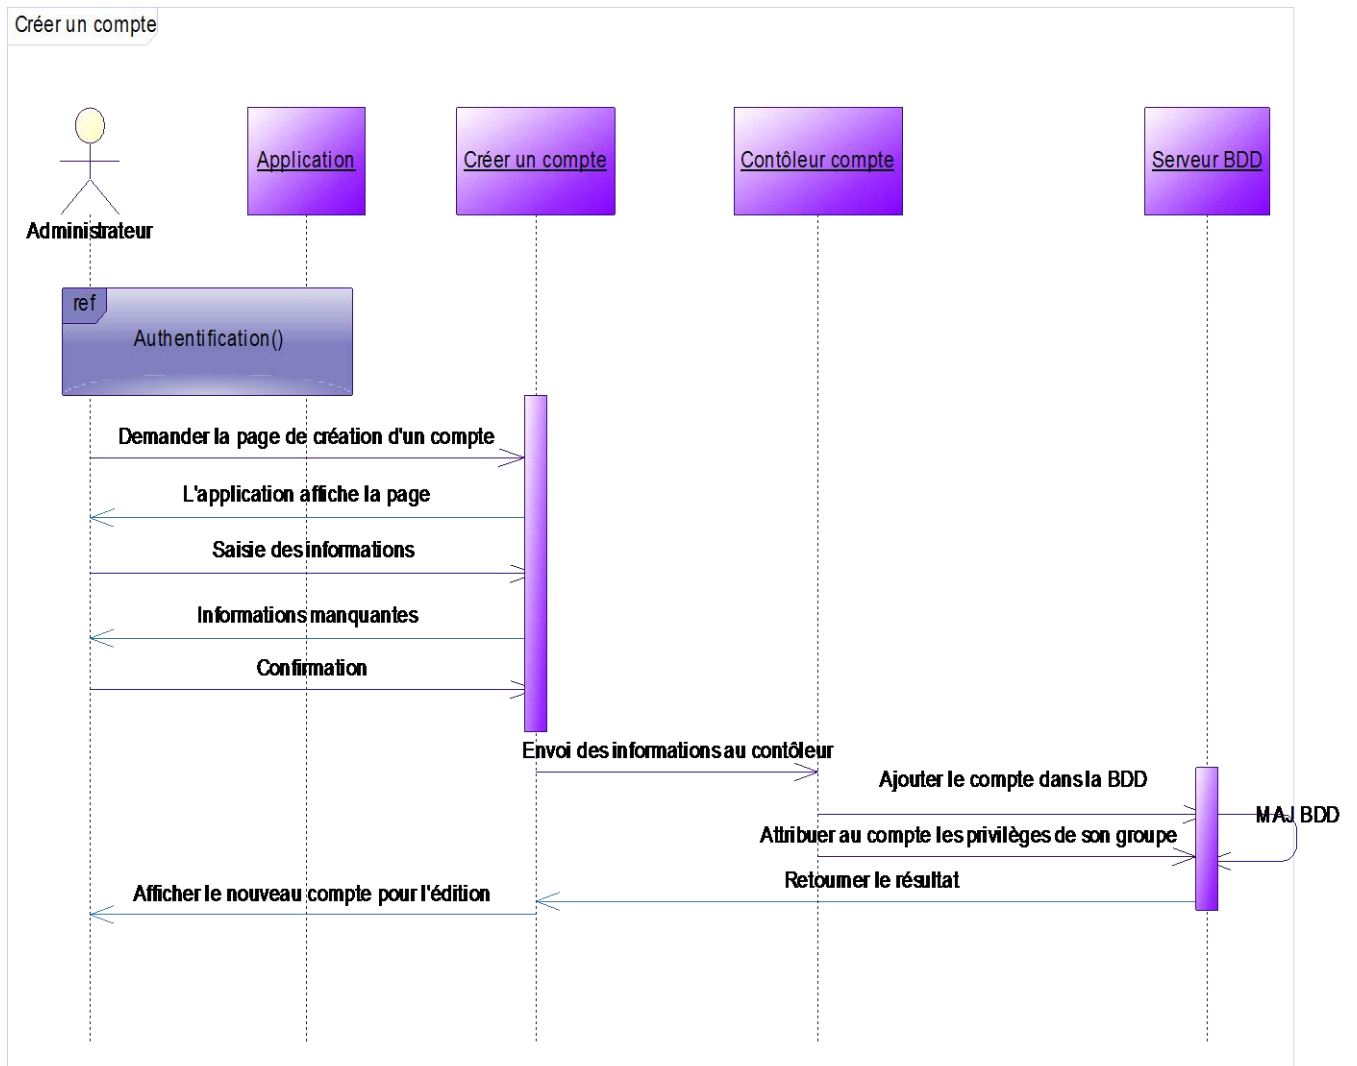 Créer un compte
Application
Créer un compte
Contôleur compte
Serveur BDD
Administrateur
ref
Authentification()
Demander la page de création d'un compte
L'application affiche la page
Saisie des informations
Informations manquantes
Confirmation
Envoi des informations au contôleur
Ajouter le compte dans la BDD
MAJ BDD
Attribuer au compte les privilèges de son groupe
Retourner le résultat
Afficher le nouveau compte pour l'édition